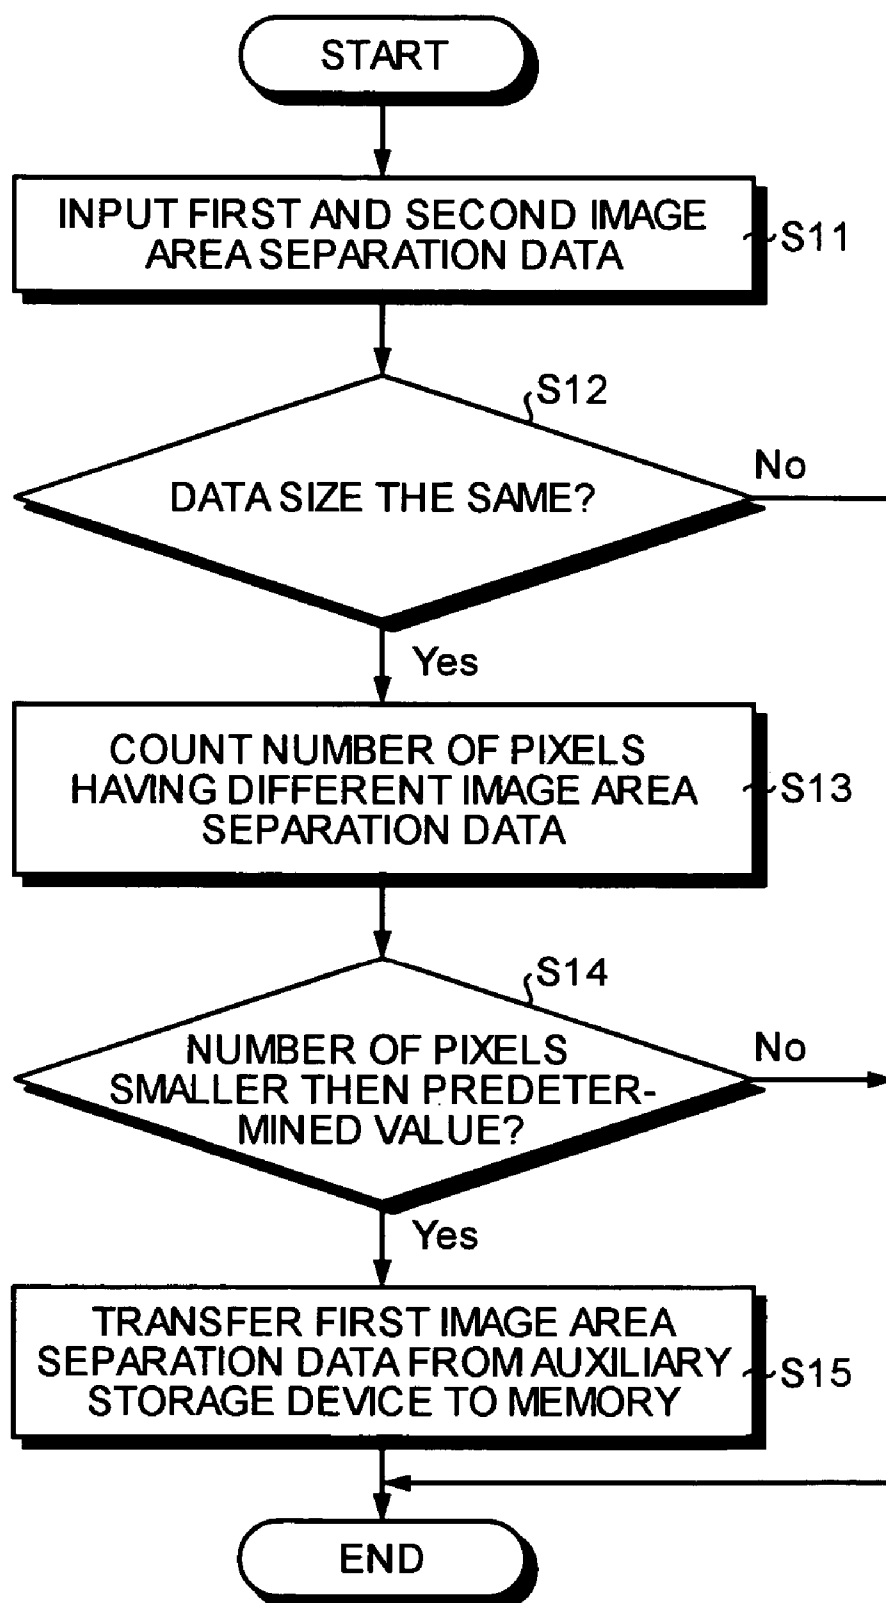 START
INPUT FIRST AND SECOND IMAGE
AREA SEPARATION DATA
S11
S12
DATA SIZE THE SAME?
No
Yes
COUNT NUMBER OF PIXELS
HAVING DIFFERENT IMAGE AREA
SEPARATION DATA
S13
S14
NUMBER OF PIXELS
SMALLER THEN PREDETER-
MINED VALUE?
No
Yes
TRANSFER FIRST IMAGE AREA
SEPARATION DATA FROM AUXILIARY
STORAGE DEVICE TO MEMORY
S15
END